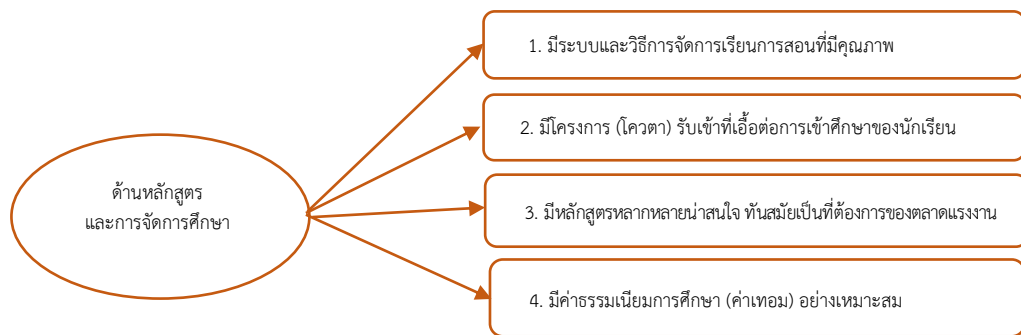 1. มีระบบและวิธีการจัดการเรียนการสอนที่มีคุณภาพ
2. มีโครงการ (โควตา) รับเข้าที่เอื้อต่อการเข้าศึกษาของนักเรียน
ด้านหลักสูตร
และการจัดการศึกษา
3. มีหลักสูตรหลากหลายน่าสนใจ ทันสมัยเป็นที่ต้องการของตลาดแรงงาน
4. มีค่าธรรมเนียมการศึกษา (ค่าเทอม) อย่างเหมาะสม